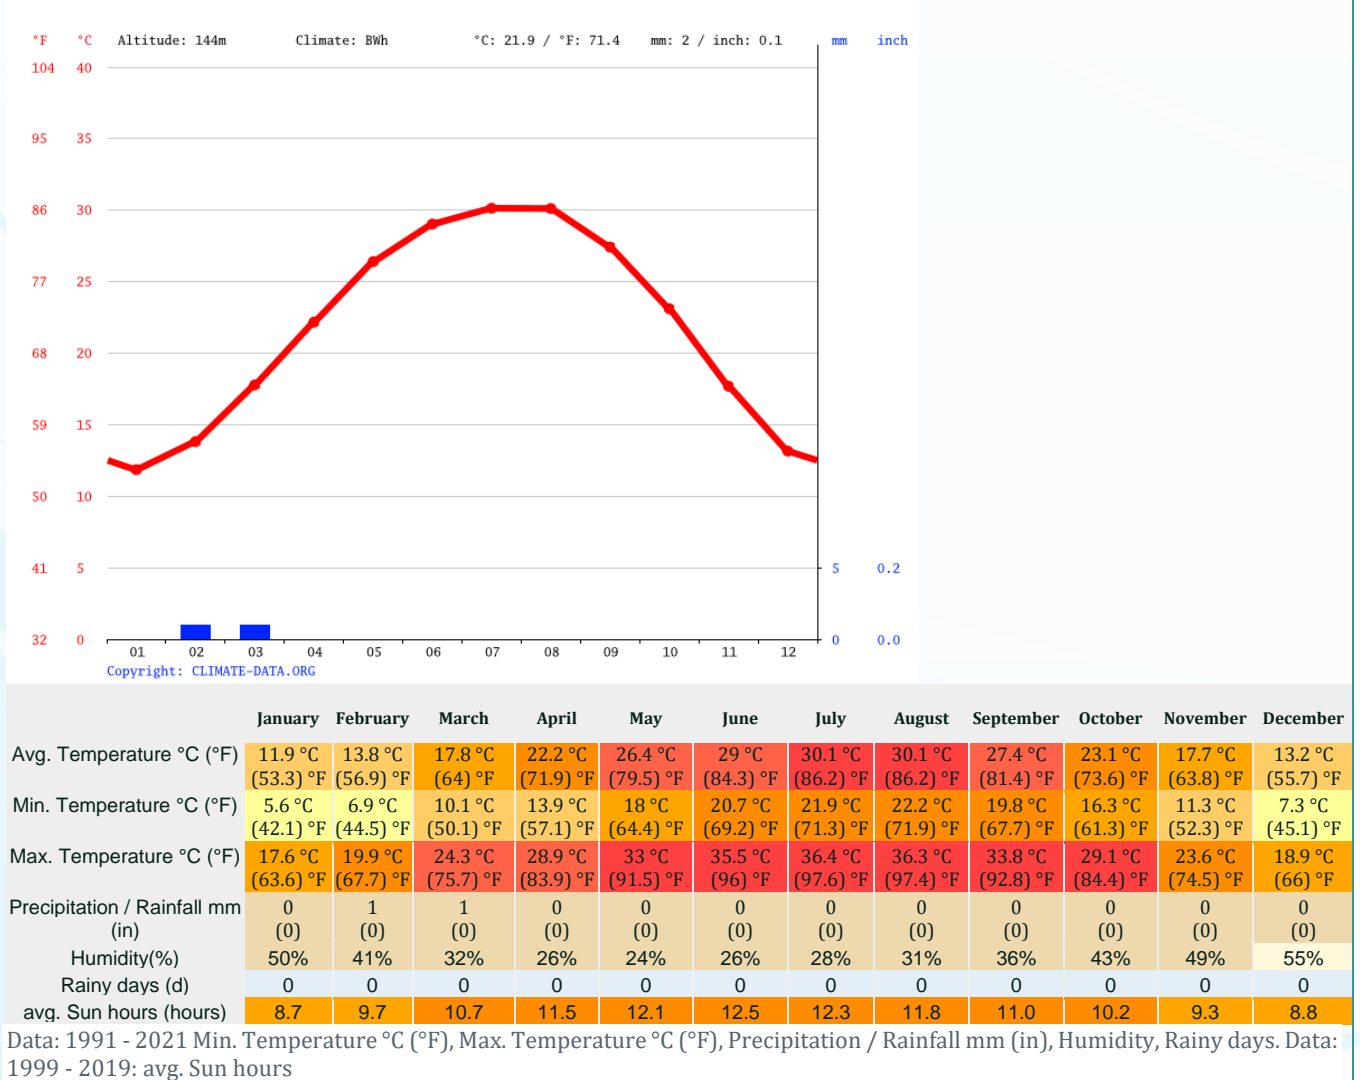 °F °C Altitude: 144m Climate: BWh °C: 21.9 / °F: 71.4 mm: 2 / inch: 0.1 mm inch
104 40
95 35
86 30
77 25
68 20
59 15
50 10
41 5 5 0.2
32 0 0 0.0
01 02 03 04 05 06 07 08 09 10 11 12
Copyright: CLIMATE-DATA.ORG
January February March April May June July August September October November December
Avg. Temperature °C (°F) 11.9 °C 13.8 °C 17.8 °C 22.2 °C 26.4 °C 29 °C 30.1 °C 30.1 °C 27.4 °C 23.1 °C 17.7 °C 13.2 °C
(53.3) °F (56.9) °F (64) °F (71.9) °F (79.5) °F (84.3) °F (86.2) °F (86.2) °F (81.4) °F (73.6) °F (63.8) °F (55.7) °F
Min. Temperature °C (°F) 5.6 °C 6.9 °C 10.1 °C 13.9 °C 18 °C 20.7 °C 21.9 °C 22.2 °C 19.8 °C 16.3 °C 11.3 °C 7.3 °C
(42.1) °F (44.5) °F (50.1) °F (57.1) °F (64.4) °F (69.2) °F (71.3) °F (71.9) °F (67.7) °F (61.3) °F (52.3) °F (45.1) °F
Max. Temperature °C (°F) 17.6 °C 19.9 °C 24.3 °C 28.9 °C 33 °C 35.5 °C 36.4 °C 36.3 °C 33.8 °C 29.1 °C 23.6 °C 18.9 °C
(63.6) °F (67.7) °F (75.7) °F (83.9) °F (91.5) °F (96) °F (97.6) °F (97.4) °F (92.8) °F (84.4) °F (74.5) °F (66) °F
Precipitation / Rainfall mm 0 1 1 0 0 0 0 0 0 0 0 0
(in) (0) (0) (0) (0) (0) (0) (0) (0) (0) (0) (0) (0)
Humidity(%) 50% 41% 32% 26% 24% 26% 28% 31% 36% 43% 49% 55%
Rainy days (d) 0 0 0 0 0 0 0 0 0 0 0 0
avg. Sun hours (hours) 8.7 9.7 10.7 11.5 12.1 12.5 12.3 11.8 11.0 10.2 9.3 8.8
Data: 1991 - 2021 Min. Temperature °C (°F), Max. Temperature °C (°F), Precipitation / Rainfall mm (in), Humidity, Rainy days. Data:
1999 - 2019: avg. Sun hours